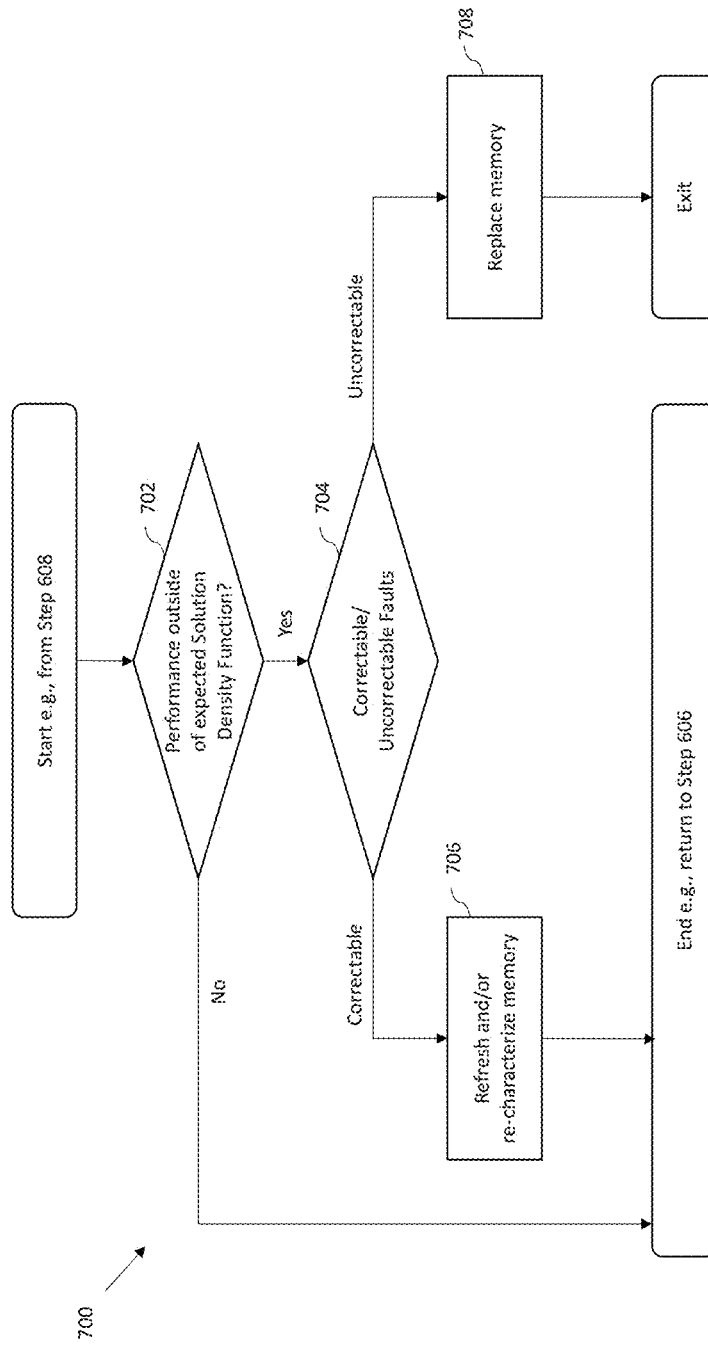 700
Start e.g., from Step 608
702
Performance outside
of expected Solution
Density Function?
No
Yes
704
Correctable/
Uncorrectable Faults
Correctable
Uncorrectable
706
Refresh and/or
re-characterize memory
708
Replace memory
End e.g., return to Step 606
Exit